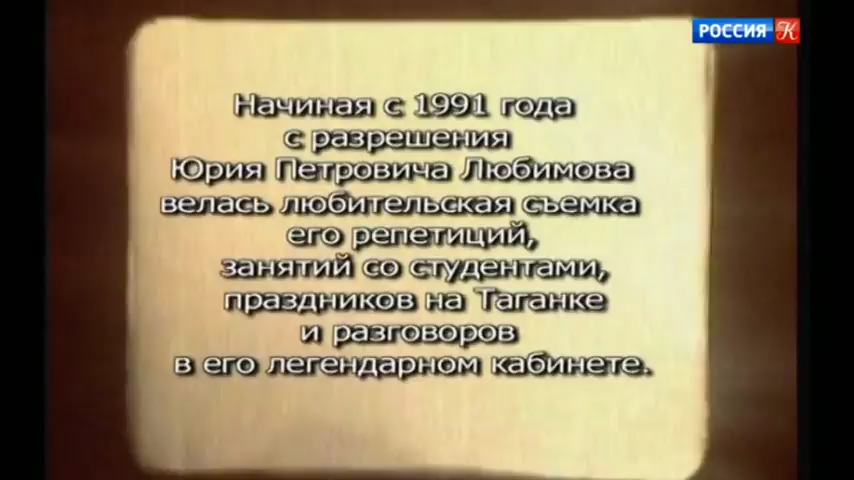 РОССИЯ К
Начиная с 1991 года
с разрешения
Юрия Петровича Любимова
велась любительская съемка
его репетиций,
занятий со студентами,
праздников на Таганке
и разговоров
в его легендарном кабинете.